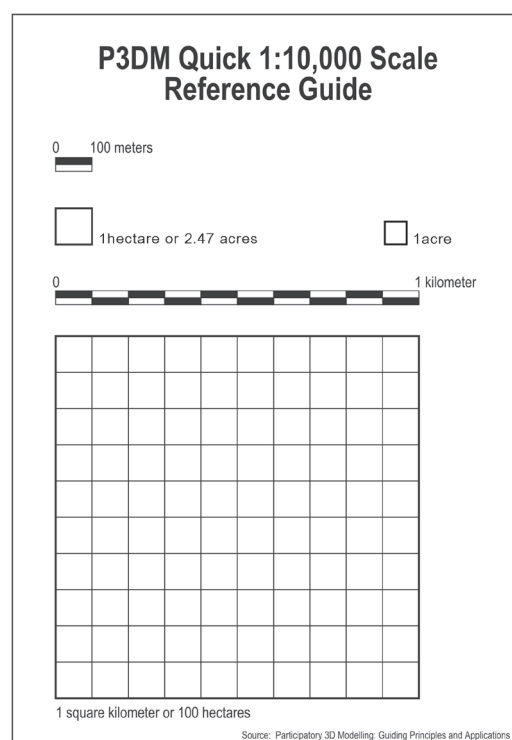 P3DM Quick 1:10,000 Scale
Reference Guide
0 100 meters
1hectare or 2.47 acres
1acre
0 1 kilometer
1 square kilometer or 100 hectares
Source: Participatory 3D Modelling: Guiding Principles and Applications